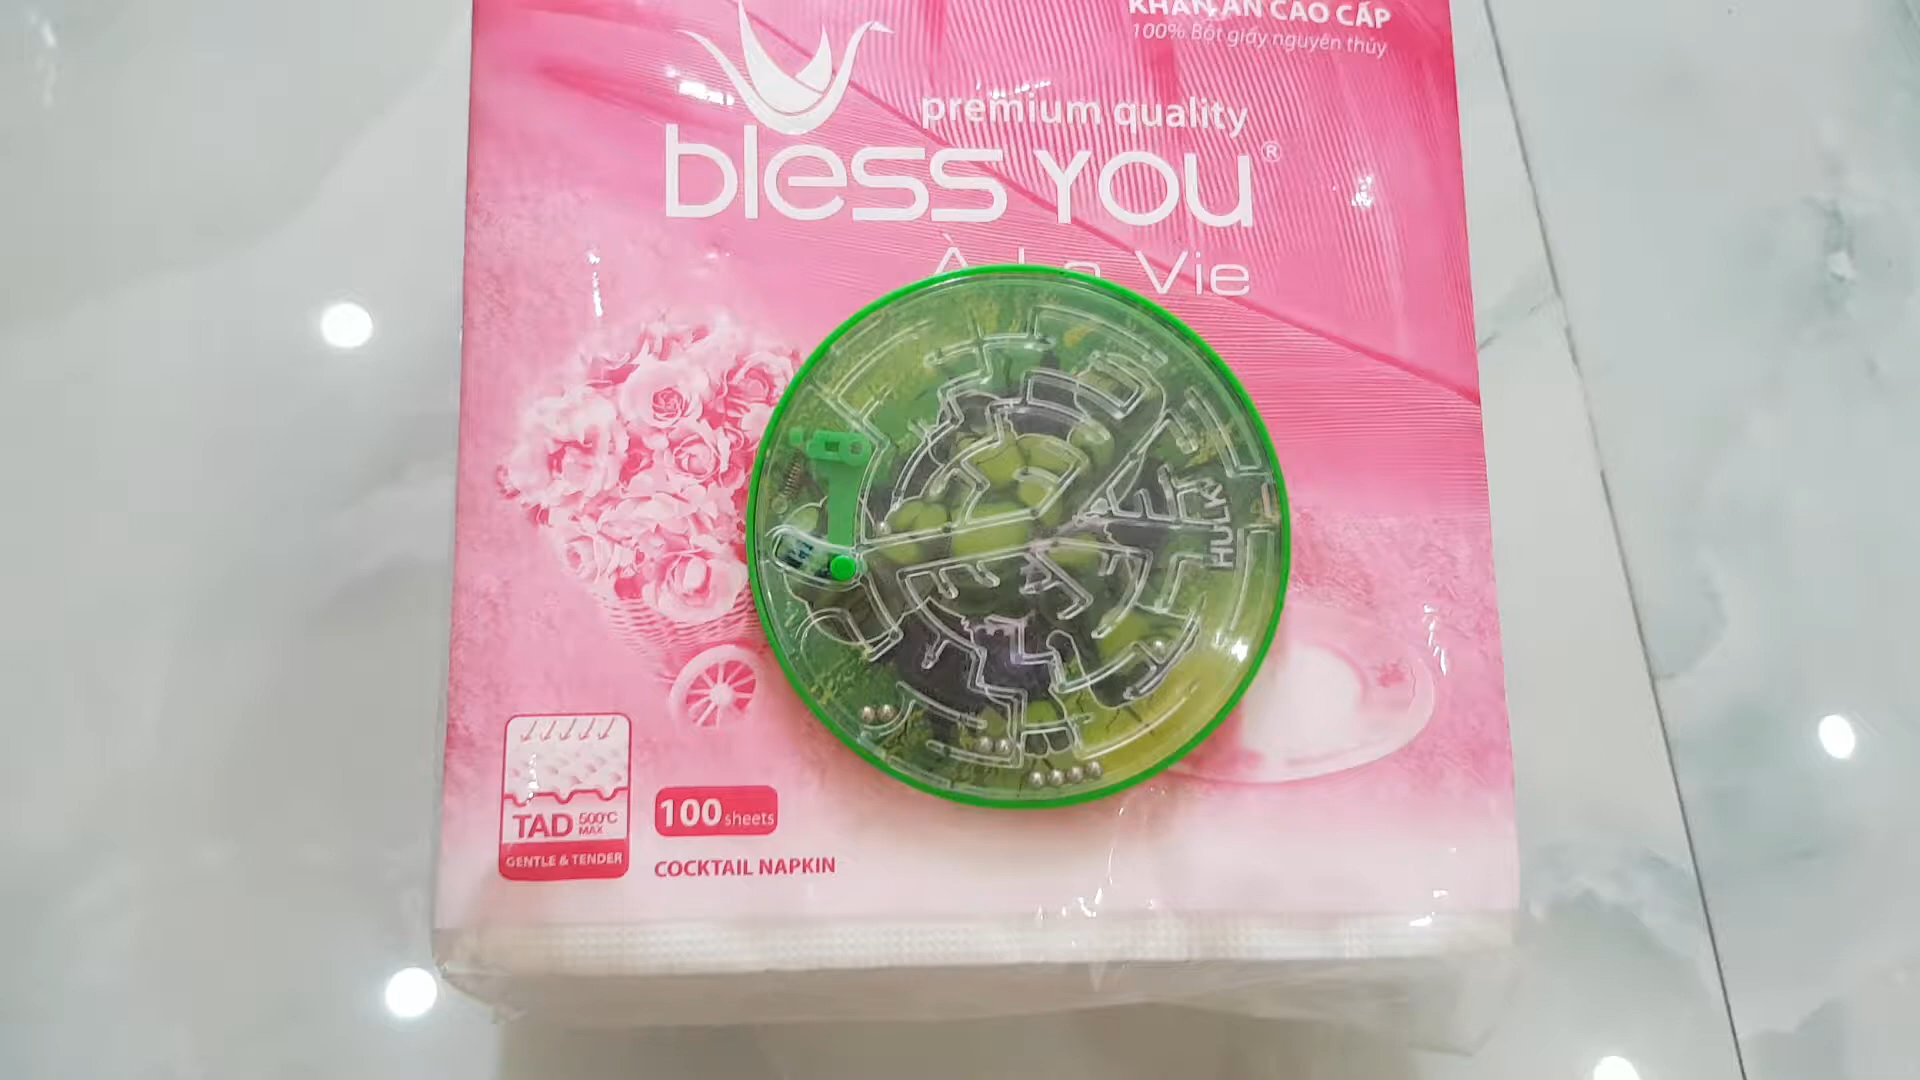 KHĂN ĂN CAO CẤP
100% Bột giấy nguyên thủy
premium quality
bless you®
À La Vie
HULK
TAD 500°C MAX
GENTLE & TENDER
100 sheets
COCKTAIL NAPKIN